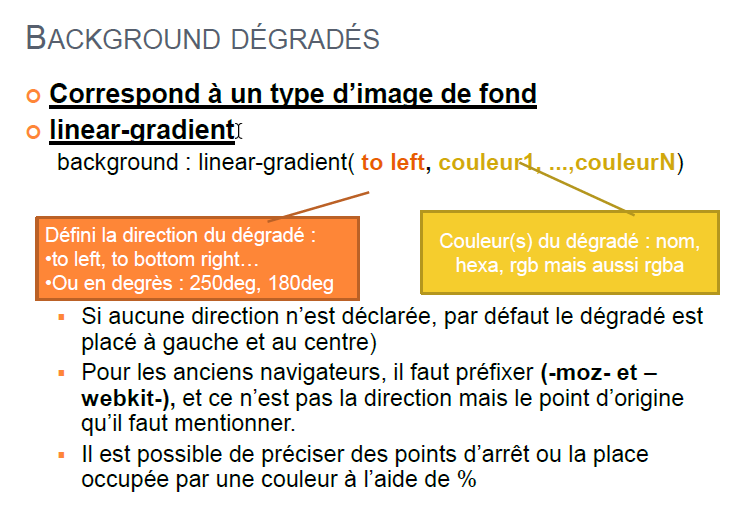 BACKGROUND DÉGRADÉS
Correspond à un type d’image de fond
linear-gradient
background : linear-gradient( to left, couleur1, ...,couleurN)
Défini la direction du dégradé :
•to left, to bottom right…
•Ou en degrès : 250deg, 180deg
Couleur(s) du dégradé : nom,
hexa, rgb mais aussi rgba
▪ Si aucune direction n’est déclarée, par défaut le dégradé est
placé à gauche et au centre)
▪ Pour les anciens navigateurs, il faut préfixer (-moz- et –
webkit-), et ce n’est pas la direction mais le point d’origine
qu’il faut mentionner.
▪ Il est possible de préciser des points d’arrêt ou la place
occupée par une couleur à l’aide de %